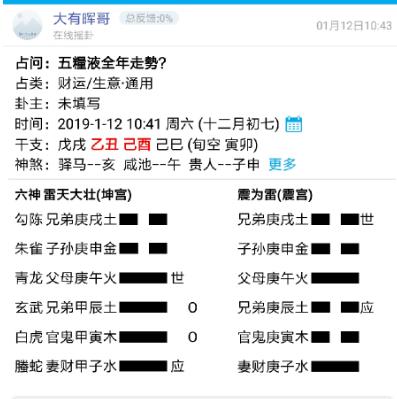 大有晖哥 总反馈:0%
在线摇卦 01月12日10:43
占问：五糧液全年走勢？
占类：财运/生意·通用
卦主：未填写
时间：2019-1-12 10:41 周六 (十二月初七)
干支：戊戌 乙丑 己酉 己巳 (旬空 寅卯)
神煞：驿马--亥 咸池--午 贵人--子申 更多
六神 雷天大壮(坤宫) 震为雷(震宫)
勾陈 兄弟庚戌土 兄弟庚戌土 世
朱雀 子孙庚申金 子孙庚申金
青龙 父母庚午火 世 父母庚午火
玄武 兄弟甲辰土 O 兄弟庚辰土 应
白虎 官鬼甲寅木 O 官鬼庚寅木
螣蛇 妻财甲子水 应 妻财庚子水